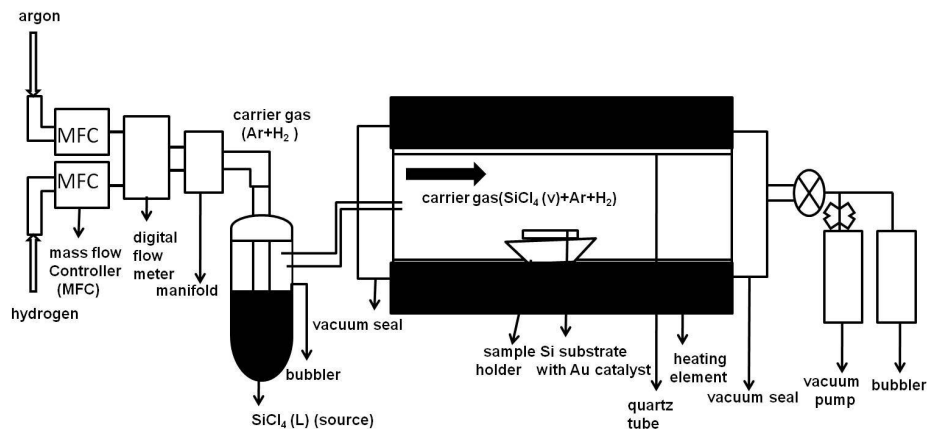 argon
MFC
MFC
hydrogen
mass flow
Controller
(MFC)
digital
flow
meter
manifold
carrier gas
(Ar+H₂ )
SiCl₄ (L) (source)
bubbler
vacuum seal
carrier gas(SiCl₄ (v)+Ar+H₂)
sample
holder
Si substrate
with Au catalyst
quartz
tube
heating
element
vacuum seal
vacuum
pump
bubbler